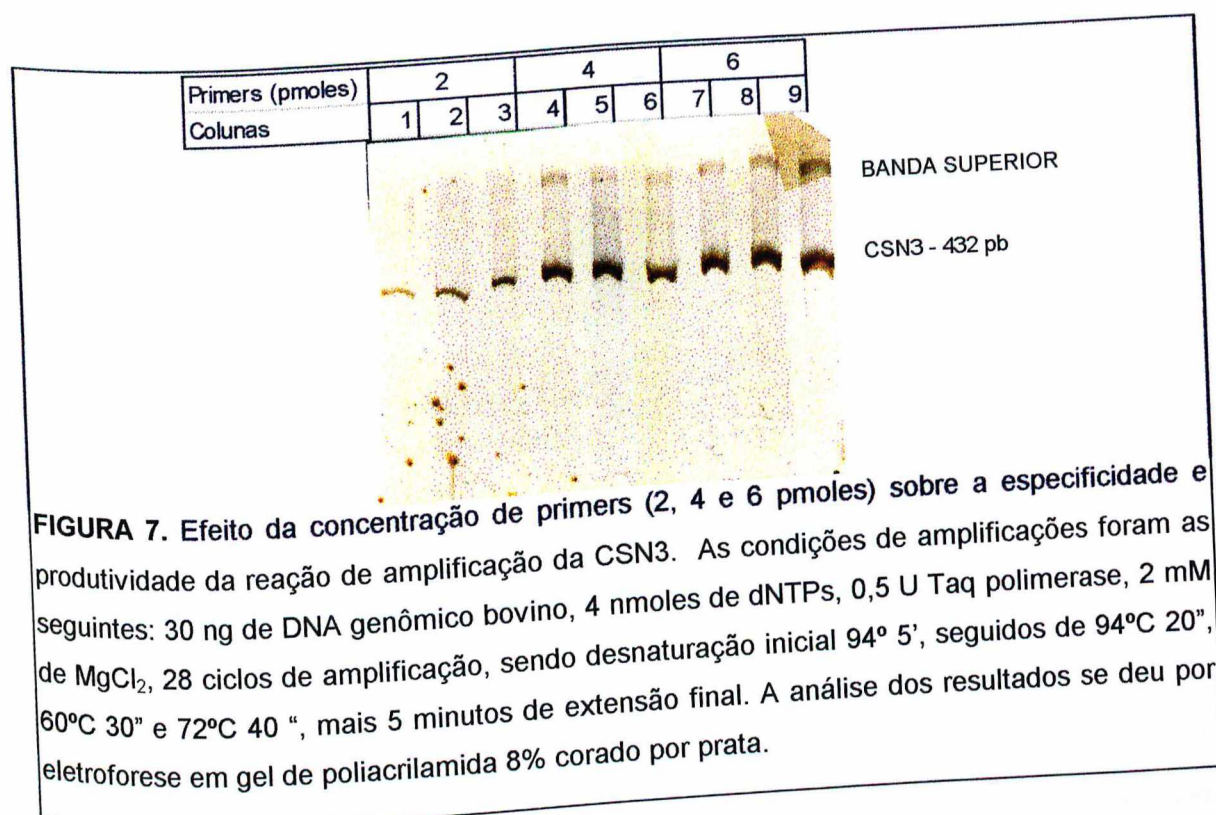 Primers (pmoles) 2 4 6
Colunas 1 2 3 4 5 6 7 8 9
BANDA SUPERIOR
CSN3 - 432 pb
FIGURA 7. Efeito da concentração de primers (2, 4 e 6 pmoles) sobre a especificidade e
produtividade da reação de amplificação da CSN3. As condições de amplificações foram as
seguintes: 30 ng de DNA genômico bovino, 4 nmoles de dNTPs, 0,5 U Taq polimerase, 2 mM
de MgCl₂, 28 ciclos de amplificação, sendo desnaturação inicial 94º 5’, seguidos de 94ºC 20”,
60ºC 30” e 72ºC 40 “, mais 5 minutos de extensão final. A análise dos resultados se deu por
eletroforese em gel de poliacrilamida 8% corado por prata.